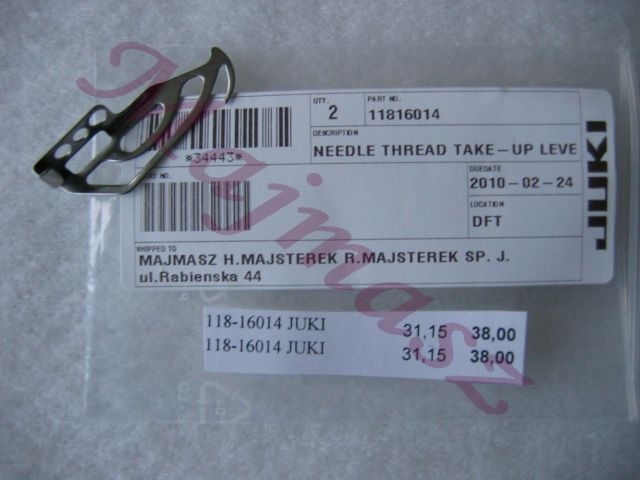 QTY.
2
PART NO.
11816014
*34443*
DESCRIPTION
NEEDLE THREAD TAKE-UP LEVE
DUEDATE
2010-02-24
LOCATION
DFT
JUKI
SHIPPED TO
MAJMASZ H.MAJSTEREK R.MAJSTEREK SP. J.
ul.Rabienska 44
118-16014 JUKI 31,15 38,00
118-16014 JUKI 31,15 38,00
Majmasz